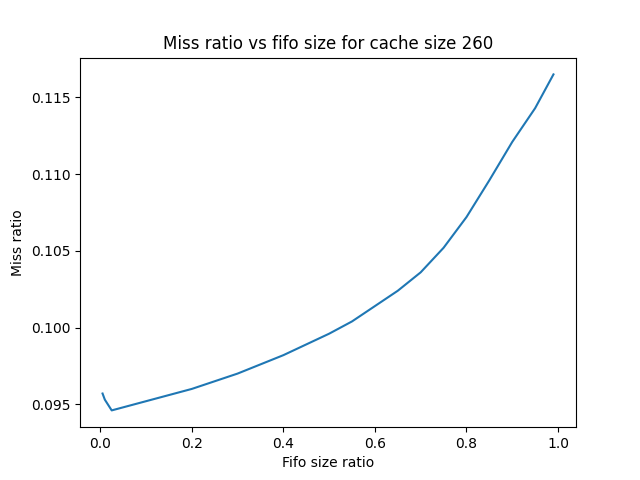 Miss ratio vs fifo size for cache size 260
Miss ratio
0.115
0.110
0.105
0.100
0.095
0.0 0.2 0.4 0.6 0.8 1.0
Fifo size ratio